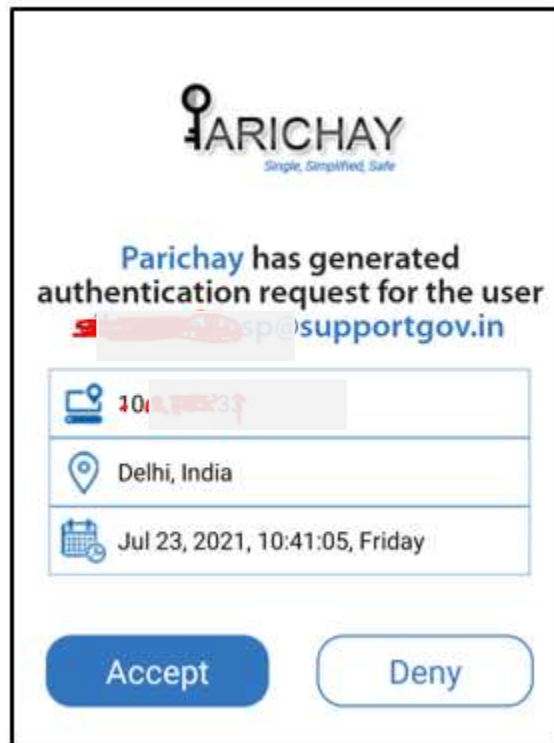 PARICHAY
Single, Simplified, Safe
Parichay has generated
authentication request for the user
sp@supportgov.in
10
Delhi, India
Jul 23, 2021, 10:41:05, Friday
Accept
Deny